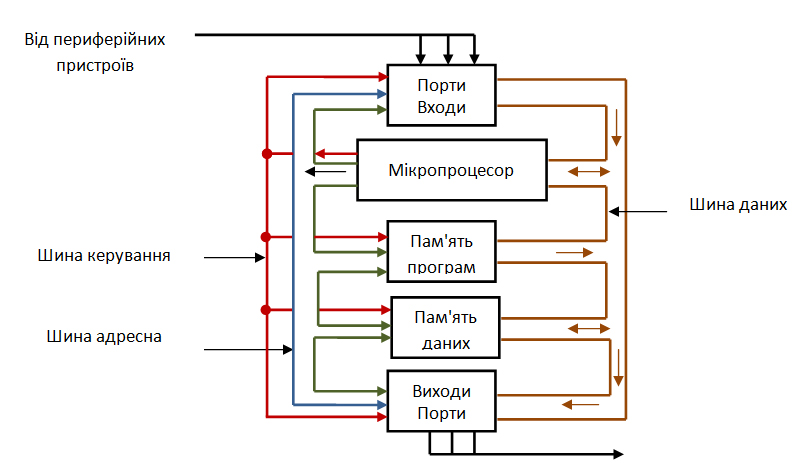 Від периферійних
пристроїв
Порти
Входи
Мікропроцесор
Шина даних
Пам'ять
програм
Шина керування
Пам'ять
даних
Шина адресна
Виходи
Порти